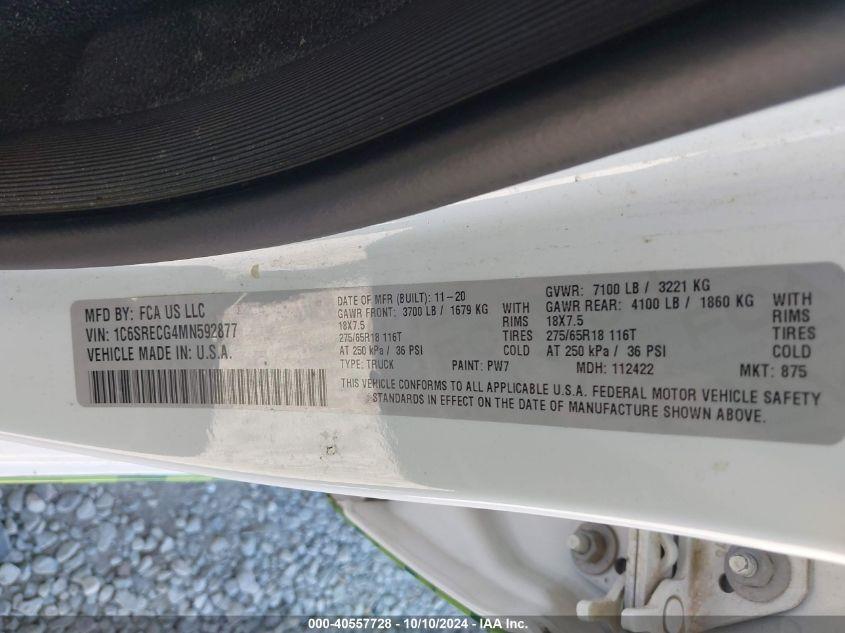 MFD BY: FCA US LLC
VIN: 1C6SRECG4MN592877
VEHICLE MADE IN: U.S.A.
DATE OF MFR (BUILT): 11-20
GAWR FRONT: 3700 LB / 1679 KG WITH
18X7.5 RIMS
275/65R18 116T TIRES
AT 250 kPa / 36 PSI COLD
TYPE: TRUCK PAINT: PW7
GVWR: 7100 LB / 3221 KG
GAWR REAR: 4100 LB / 1860 KG WITH
18X7.5 RIMS
275/65R18 116T TIRES
AT 250 kPa / 36 PSI COLD
MDH: 112422 MKT: 875
THIS VEHICLE CONFORMS TO ALL APPLICABLE U.S.A. FEDERAL MOTOR VEHICLE SAFETY
STANDARDS IN EFFECT ON THE DATE OF MANUFACTURE SHOWN ABOVE.
000-40557728 - 10/10/2024 - IAA Inc.